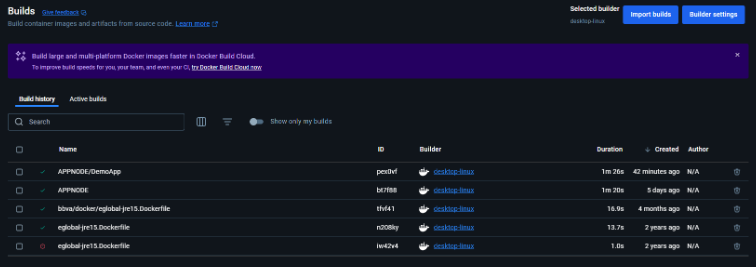 Builds Give feedback
Build container images and artifacts from source code. Learn more
Selected builder
desktop-linux
Import builds
Builder settings
Build large and multi-platform Docker images faster in Docker Build Cloud.
To improve build speeds for you, your team, and even your CI, try Docker Build Cloud now
Build history Active builds
Search
Show only my builds
Name ID Builder Duration Created Author
APPNODE/DemoApp pex0vf desktop-linux 1m 26s 42 minutes ago N/A
APPNODE bt7f88 desktop-linux 1m 20s 5 days ago N/A
bbva/docker/eglobal-jre15.Dockerfile tfvf41 desktop-linux 16.9s 4 months ago N/A
eglobal-jre15.Dockerfile n208ky desktop-linux 13.7s 2 years ago N/A
eglobal-jre15.Dockerfile iw42v4 desktop-linux 1.0s 2 years ago N/A